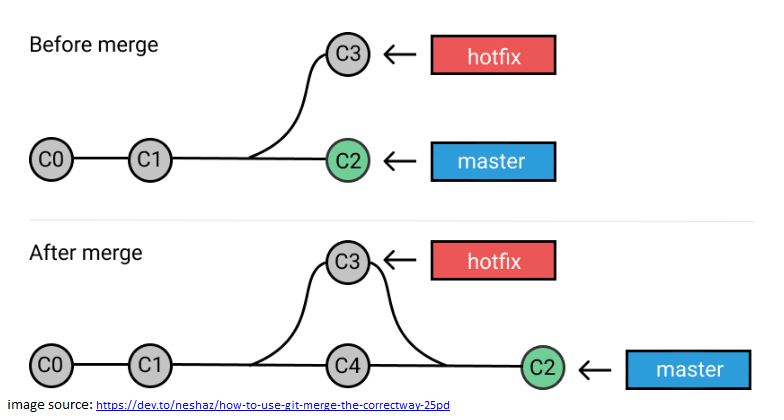 Before merge
C3
hotfix
C0
C1
C2
master
After merge
C3
hotfix
C0
C1
C4
C2
master
image source: https://dev.to/neshaz/how-to-use-git-merge-the-correctway-25pd